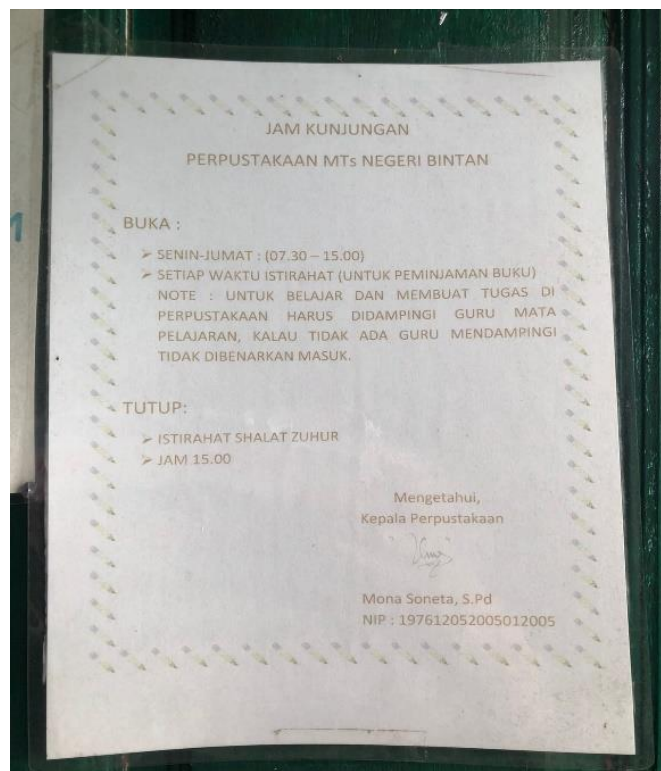 JAM KUNJUNGAN
PERPUSTAKAAN MTs NEGERI BINTAN
BUKA :
➢ SENIN-JUMAT : (07.30 – 15.00)
➢ SETIAP WAKTU ISTIRAHAT (UNTUK PEMINJAMAN BUKU)
NOTE : UNTUK BELAJAR DAN MEMBUAT TUGAS DI
PERPUSTAKAAN HARUS DIDAMPINGI GURU MATA
PELAJARAN, KALAU TIDAK ADA GURU MENDAMPINGI
TIDAK DIBENARKAN MASUK.
TUTUP:
➢ ISTIRAHAT SHALAT ZUHUR
➢ JAM 15.00
Mengetahui,
Kepala Perpustakaan
Mona Soneta, S.Pd
NIP : 197612052005012005